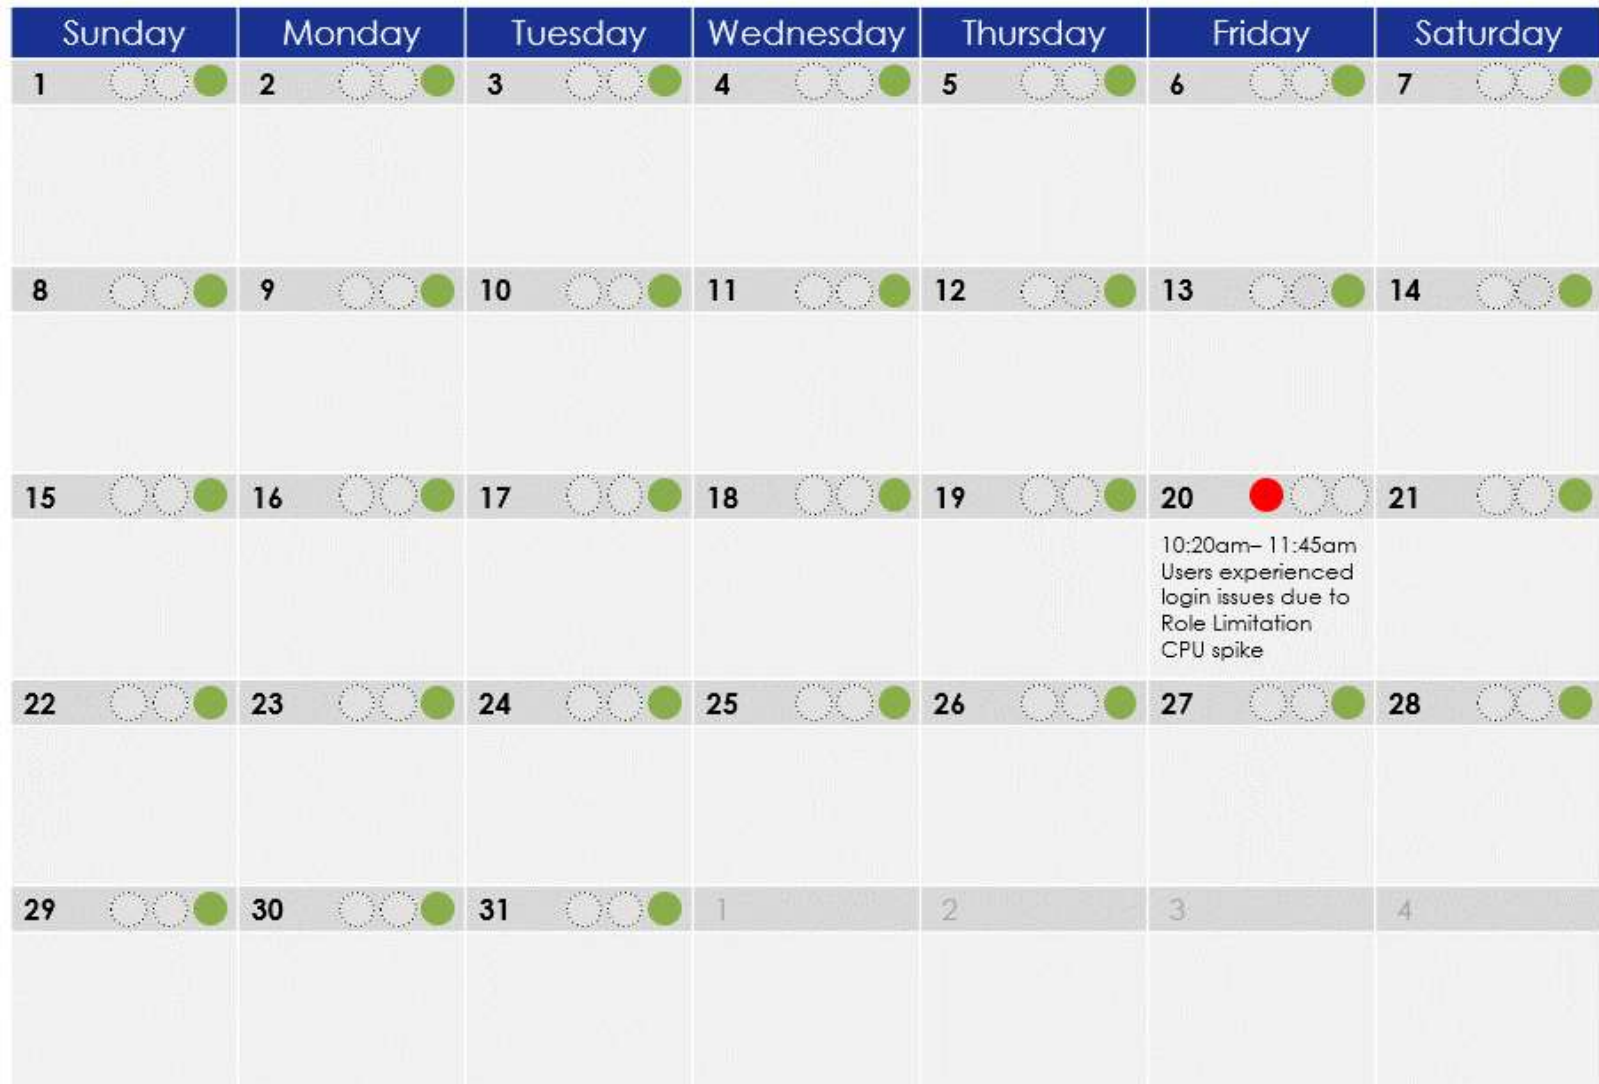 Sunday Monday Tuesday Wednesday Thursday Friday Saturday
1 2 3 4 5 6 7
8 9 10 11 12 13 14
15 16 17 18 19 20 21
10:20am– 11:45am
Users experienced
login issues due to
Role Limitation
CPU spike
22 23 24 25 26 27 28
29 30 31 1 2 3 4